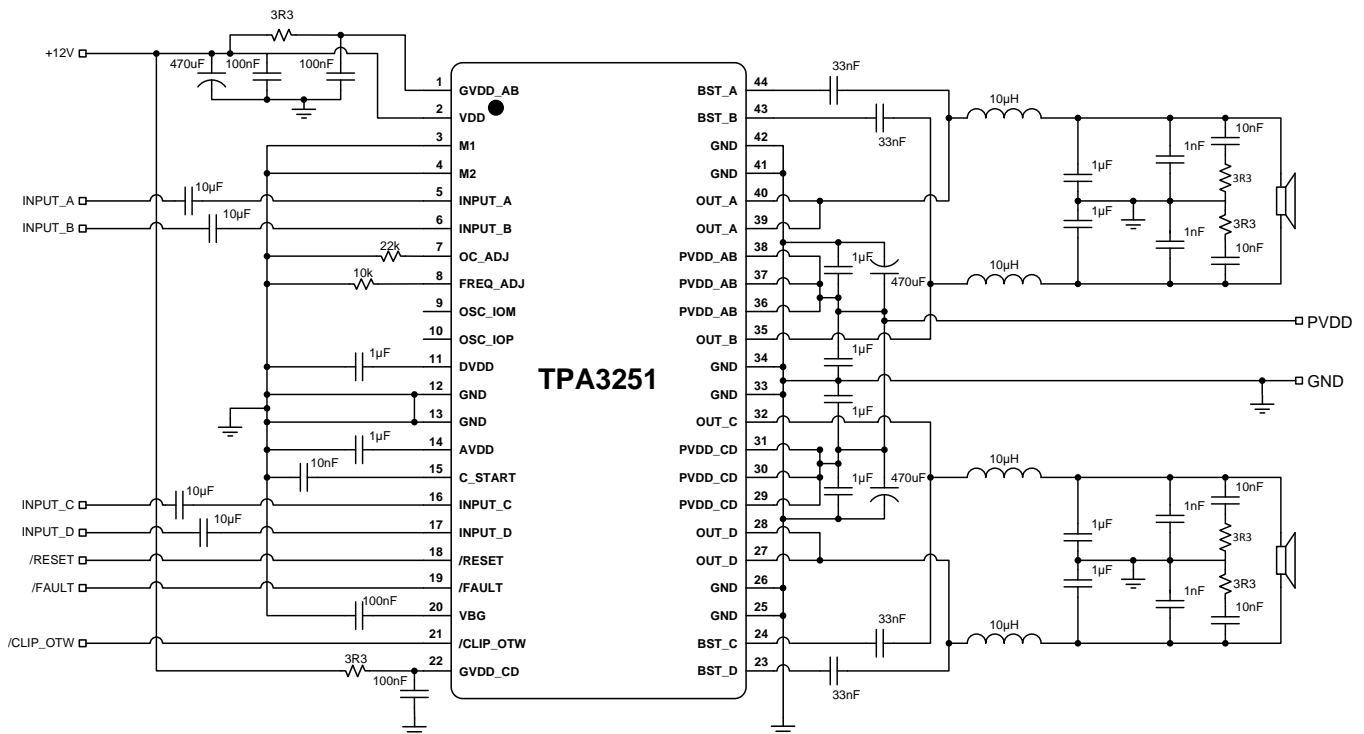 3R3
+12V
470uF
100nF
100nF
1 GVDD_AB
2 VDD
3 M1
4 M2
INPUT_A
10µF
5 INPUT_A
INPUT_B
10µF
6 INPUT_B
22k
7 OC_ADJ
10k
8 FREQ_ADJ
9 OSC_IOM
10 OSC_IOP
1µF
11 DVDD
12 GND
13 GND
1µF
14 AVDD
10nF
15 C_START
INPUT_C
10µF
16 INPUT_C
INPUT_D
10µF
17 INPUT_D
/RESET
18 /RESET
/FAULT
19 /FAULT
100nF
20 VBG
/CLIP_OTW
21 /CLIP_OTW
3R3
100nF
22 GVDD_CD
TPA3251
BST_A 44
33nF
BST_B 43
33nF
GND 42
GND 41
OUT_A 40
OUT_A 39
PVDD_AB 38
PVDD_AB 37
PVDD_AB 36
OUT_B 35
GND 34
GND 33
OUT_C 32
PVDD_CD 31
PVDD_CD 30
PVDD_CD 29
OUT_D 28
OUT_D 27
GND 26
GND 25
BST_C 24
33nF
BST_D 23
33nF
1µF
470uF
1µF
1µF
1µF
470uF
10µH
1µF
1µF
1nF
1nF
10nF
3R3
3R3
10nF
10µH
PVDD
GND
10µH
1µF
1µF
1nF
1nF
10nF
3R3
3R3
10nF
10µH